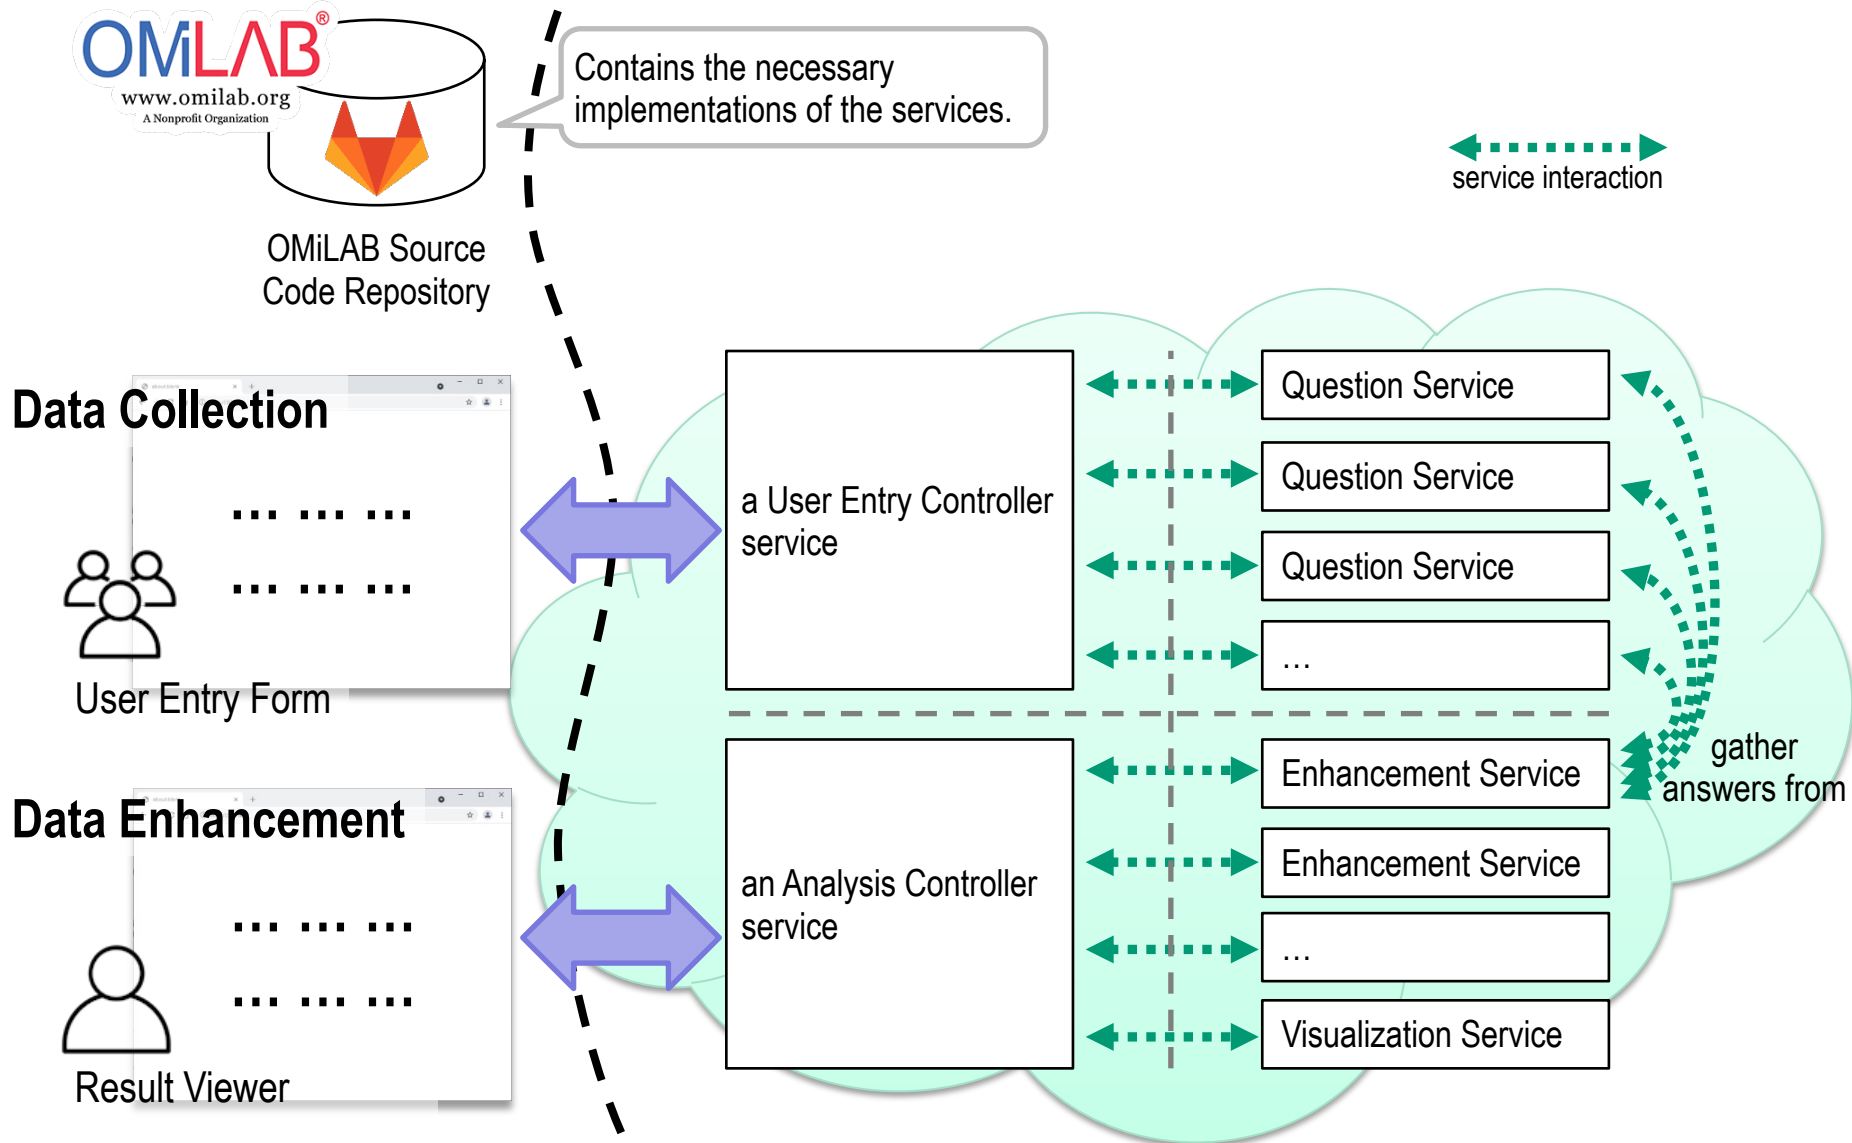 OMiLAB®
www.omilab.org
A Nonprofit Organization
Contains the necessary
implementations of the services.
service interaction
OMiLAB Source
Code Repository
Data Collection
... ... ...
... ... ...
User Entry Form
a User Entry Controller
service
Question Service
Question Service
Question Service
...
gather
answers from
Data Enhancement
... ... ...
... ... ...
Result Viewer
an Analysis Controller
service
Enhancement Service
Enhancement Service
...
Visualization Service